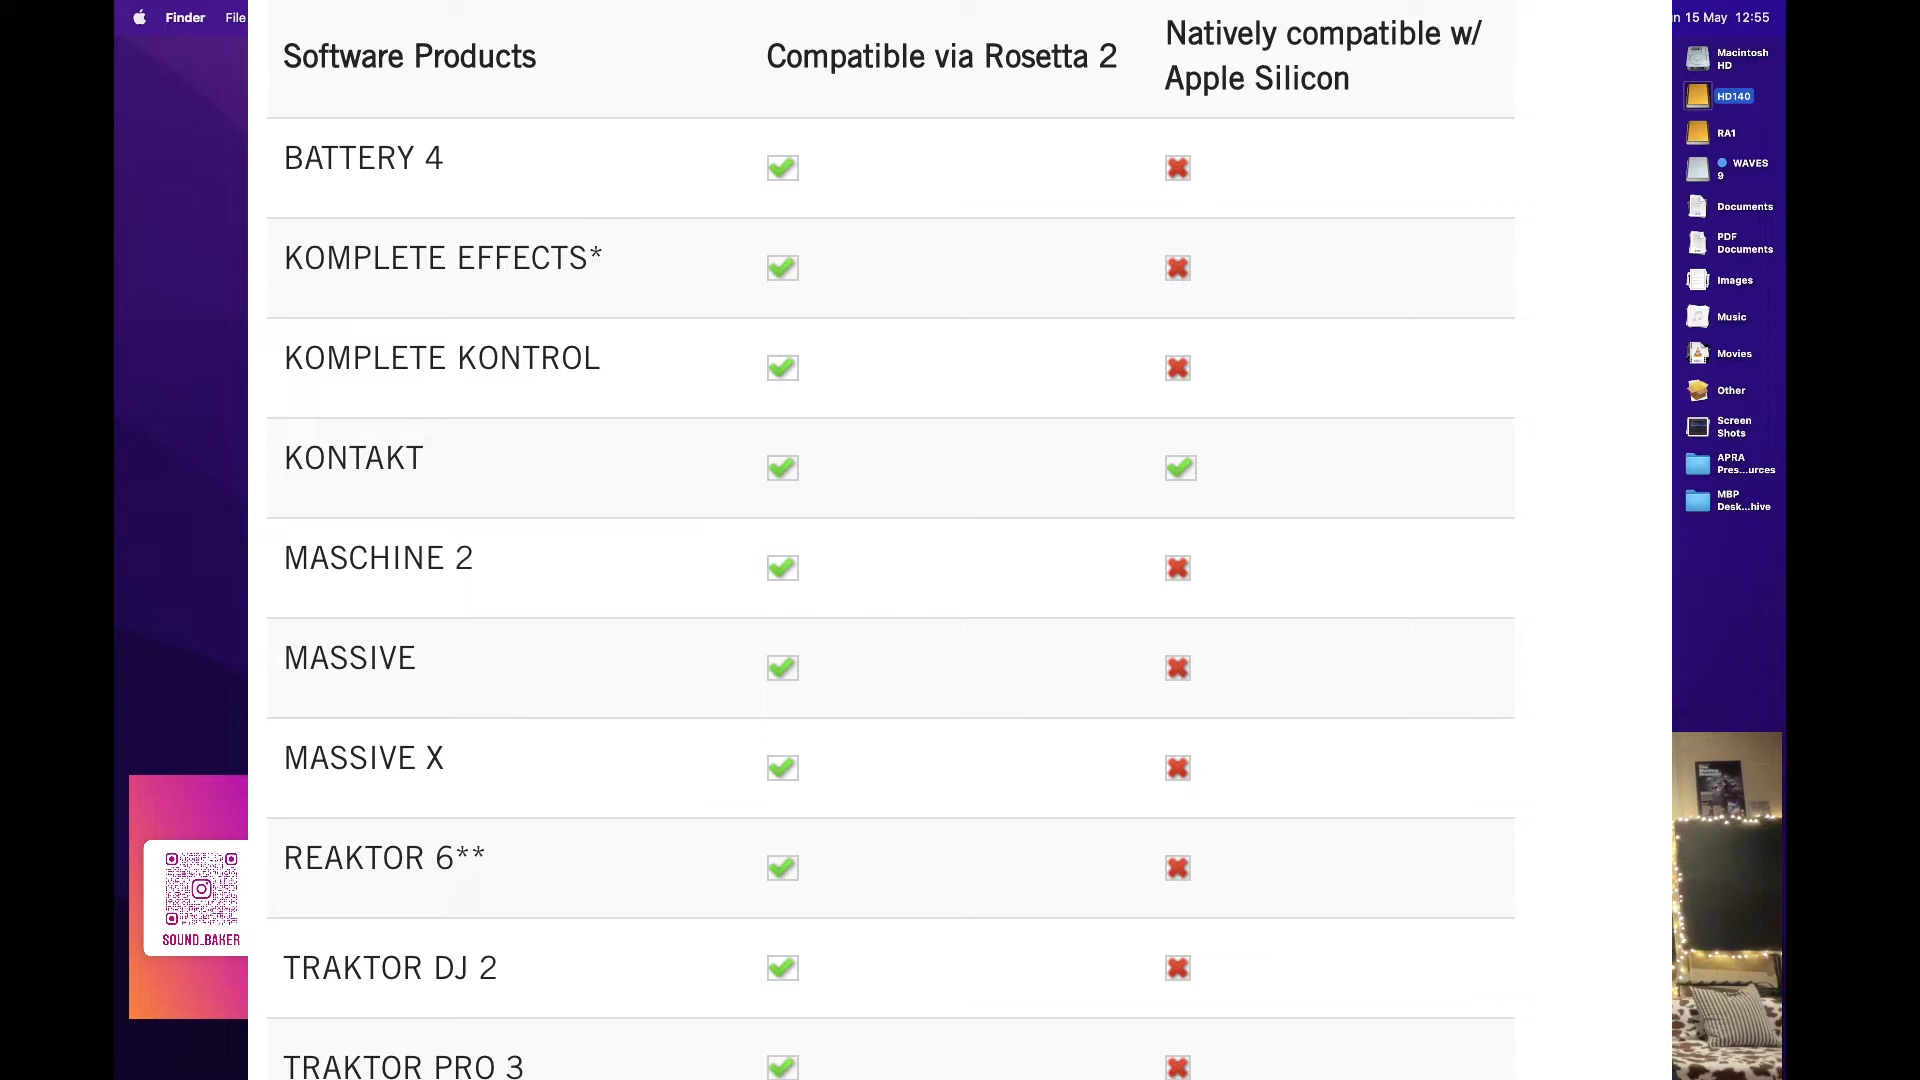 Finder File
n 15 May 12:55
Software Products
Compatible via Rosetta 2
Natively compatible w/
Apple Silicon
BATTERY 4
KOMPLETE EFFECTS*
KOMPLETE KONTROL
KONTAKT
MASCHINE 2
MASSIVE
MASSIVE X
REAKTOR 6**
TRAKTOR DJ 2
TRAKTOR PRO 3
Macintosh
HD
HD140
RA1
WAVES
9
Documents
PDF
Documents
Images
Music
Movies
Other
Screen
Shots
APRA
Pres...urces
MBP
Desk...hive
SOUND_BAKER